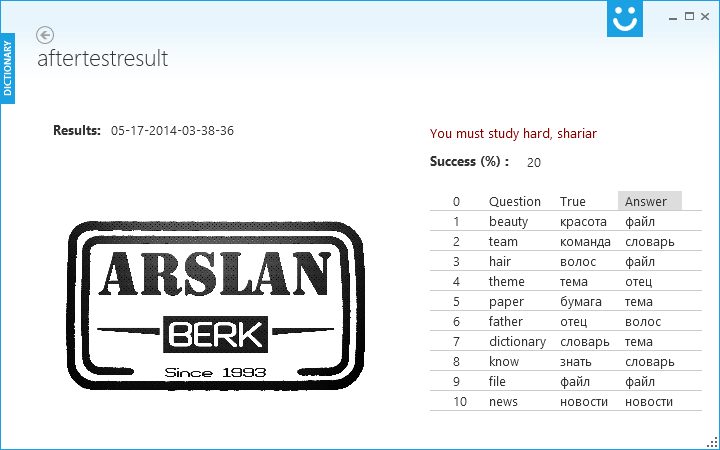 DICTIONARY
aftertestresult
Results: 05-17-2014-03-38-36
You must study hard, shariar
Success (%) : 20
ARSLAN
BERK
Since 1993
0 Question True Answer
1 beauty красота файл
2 team команда словарь
3 hair волос файл
4 theme тема отец
5 paper бумага тема
6 father отец волос
7 dictionary словарь тема
8 know знать словарь
9 file файл файл
10 news новости новости